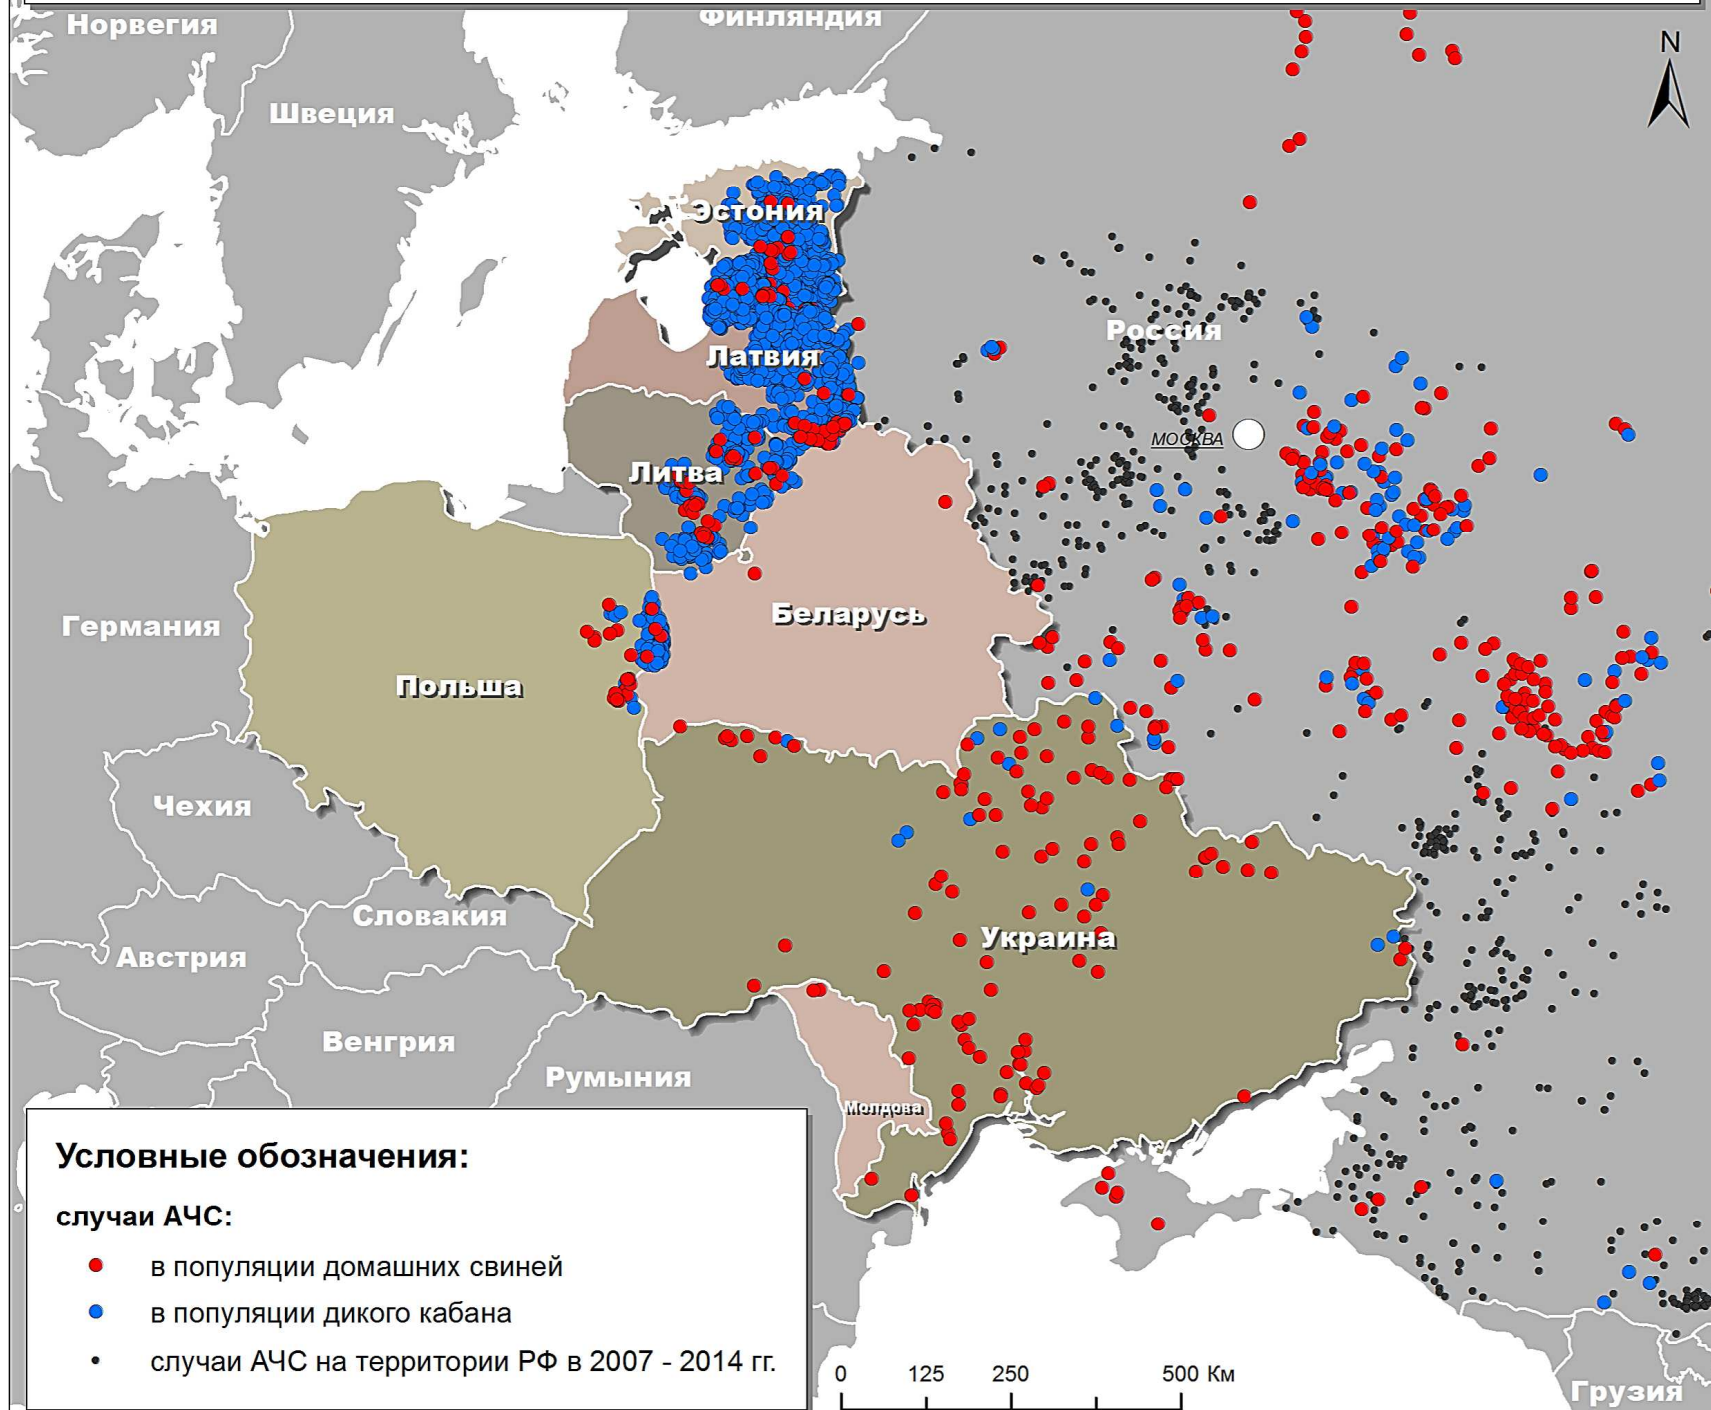 Норвегия
Финляндия
N
Швеция
Эстония
Россия
Латвия
МОСКВА
Литва
Беларусь
Германия
Польша
Чехия
Словакия
Украина
Австрия
Венгрия
Румыния
Молдова
Условные обозначения:
случаи АЧС:
в популяции домашних свиней
в популяции дикого кабана
случаи АЧС на территории РФ в 2007 - 2014 гг.
0 125 250 500 Км
Грузия